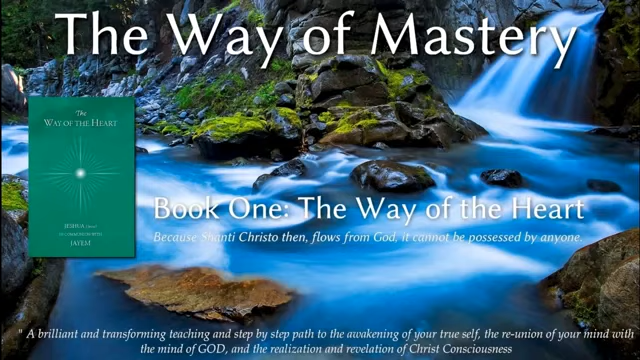 The Way of Mastery
The
WAY OF THE HEART
JESHUA
JAYEM
Book One: The Way of the Heart
Because Shanti Christo then, flows from God, it cannot be possessed by anyone.
" A brilliant and transforming teaching and step by step path to the awakening of your true self, the re-union of your mind with
the mind of GOD, and the realization and revelation of Christ Consciousness